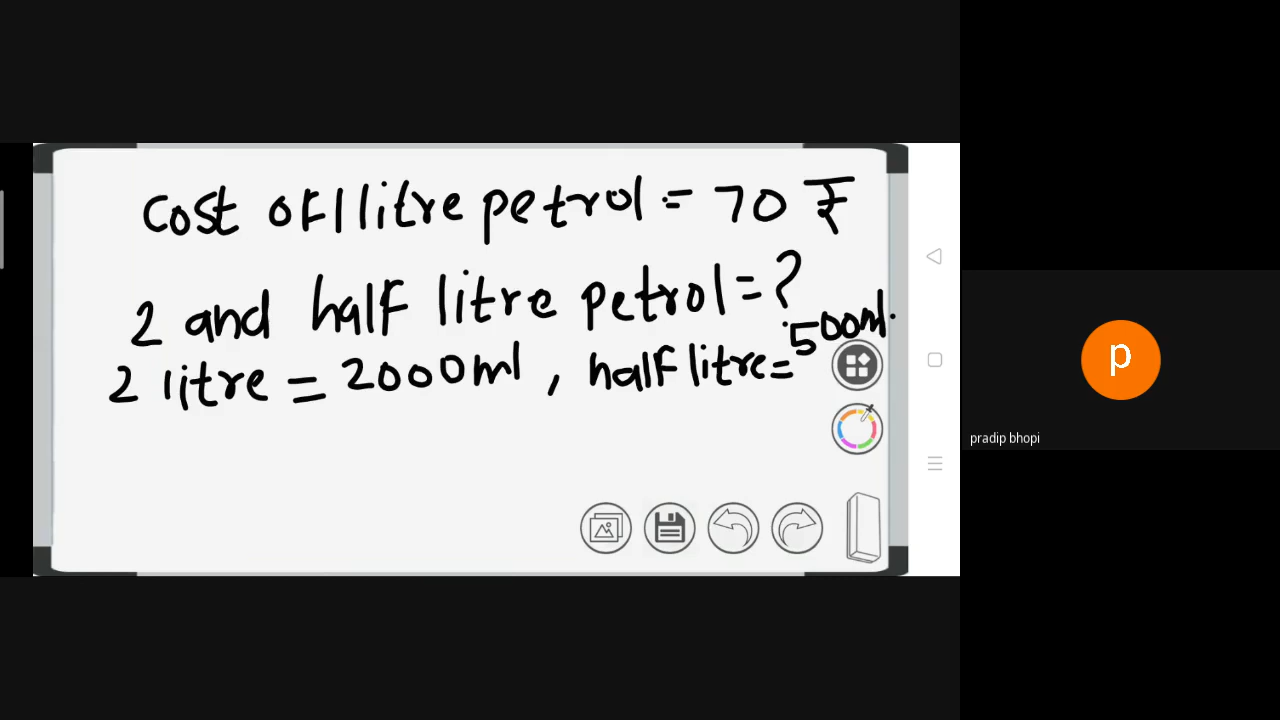 Cost of 1 litre petrol = 70 ₹
2 and half litre petrol = ?
2 litre = 2000ml , half litre = 500ml.
P
pradip bhopi